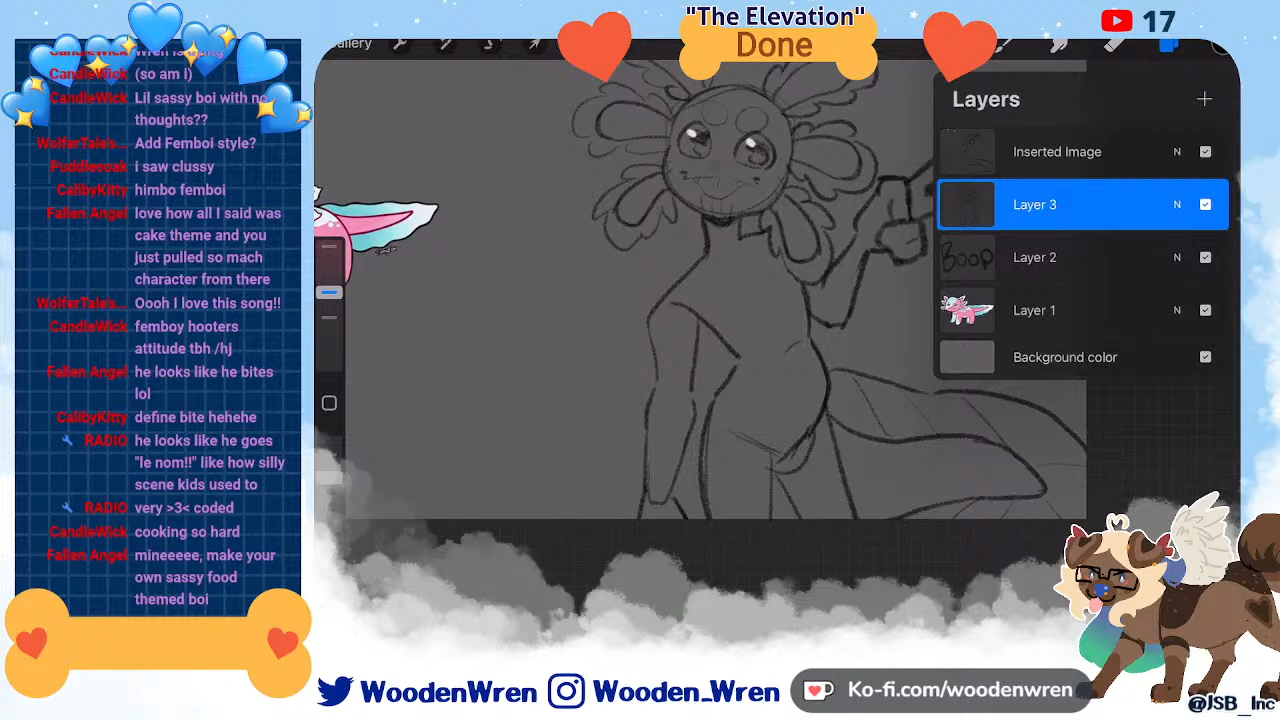 "The Elevation"
Done
17
CandleWick Wren is doing
CandleWick (so am i)
CandleWick Lil sassy boi with no
thoughts??
WolferTale's... Add Femboi style?
Puddlesoak i saw clussy
CalibyKitty himbo femboi
Fallen Angel love how all I said was
cake theme and you
just pulled so mach
character from there
WolferTale's... Oooh I love this song!!
CandleWick femboy hooters
attitude tbh /hj
Fallen Angel he looks like he bites
lol
CalibyKitty define bite hehehe
RADIO he looks like he goes
"le nom!!" like how silly
scene kids used to
RADIO very >3< coded
CandleWick cooking so hard
Fallen Angel mineeeee, make your
own sassy food
themed boi
Gallery
Layers
Inserted Image N
Layer 3 N
Boop Layer 2 N
Layer 1 N
Background color
WoodenWren
Wooden_Wren
Ko-fi.com/woodenwren
@JSB_Inc